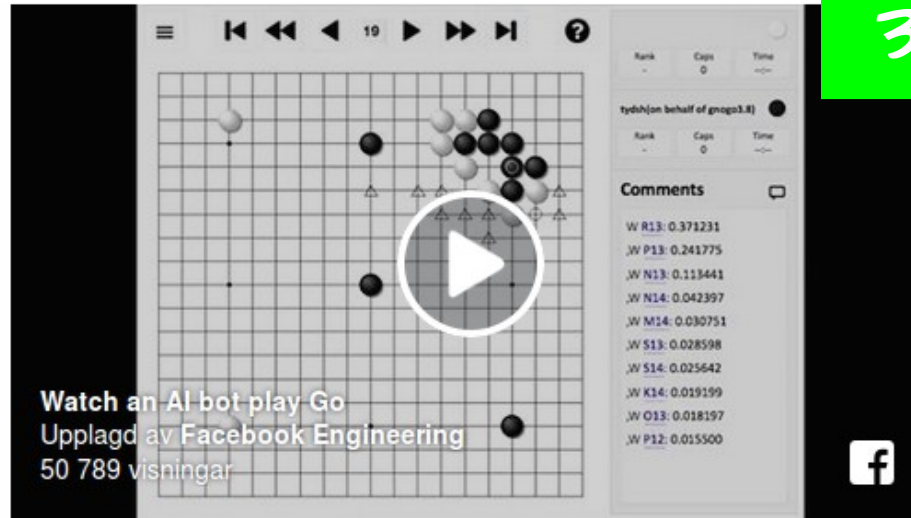 19
?
3
Rank Caps Time
- 0 --:--
tydsh(on behalf of gnogo3.8)
Rank Caps Time
- 0 --:--
Comments
W R13: 0.371231
,W P13: 0.241775
,W N13: 0.113441
,W N14: 0.042397
,W M14: 0.030751
,W S13: 0.028598
,W S14: 0.025642
,W K14: 0.019199
,W O13: 0.018197
,W P12: 0.015500
Watch an AI bot play Go
Upplagd av Facebook Engineering
50 789 visningar
f